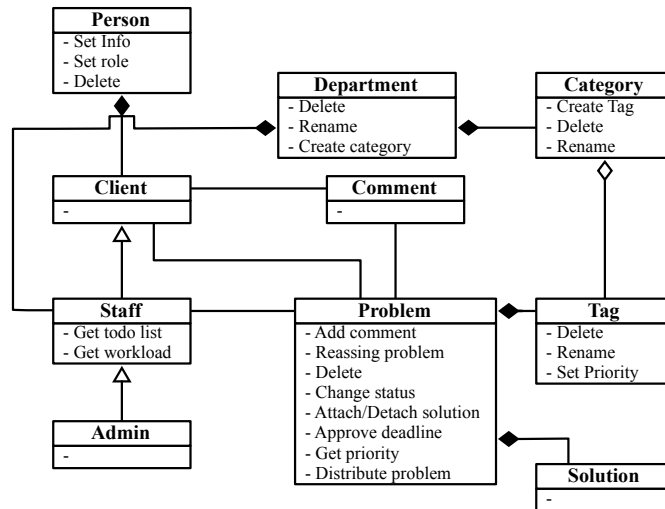 Person
- Set Info
- Set role
- Delete
Department
- Delete
- Rename
- Create category
Category
- Create Tag
- Delete
- Rename
Client
-
Comment
-
Staff
- Get todo list
- Get workload
Problem
- Add comment
- Reassing problem
- Delete
- Change status
- Attach/Detach solution
- Approve deadline
- Get priority
- Distribute problem
Tag
- Delete
- Rename
- Set Priority
Admin
-
Solution
-